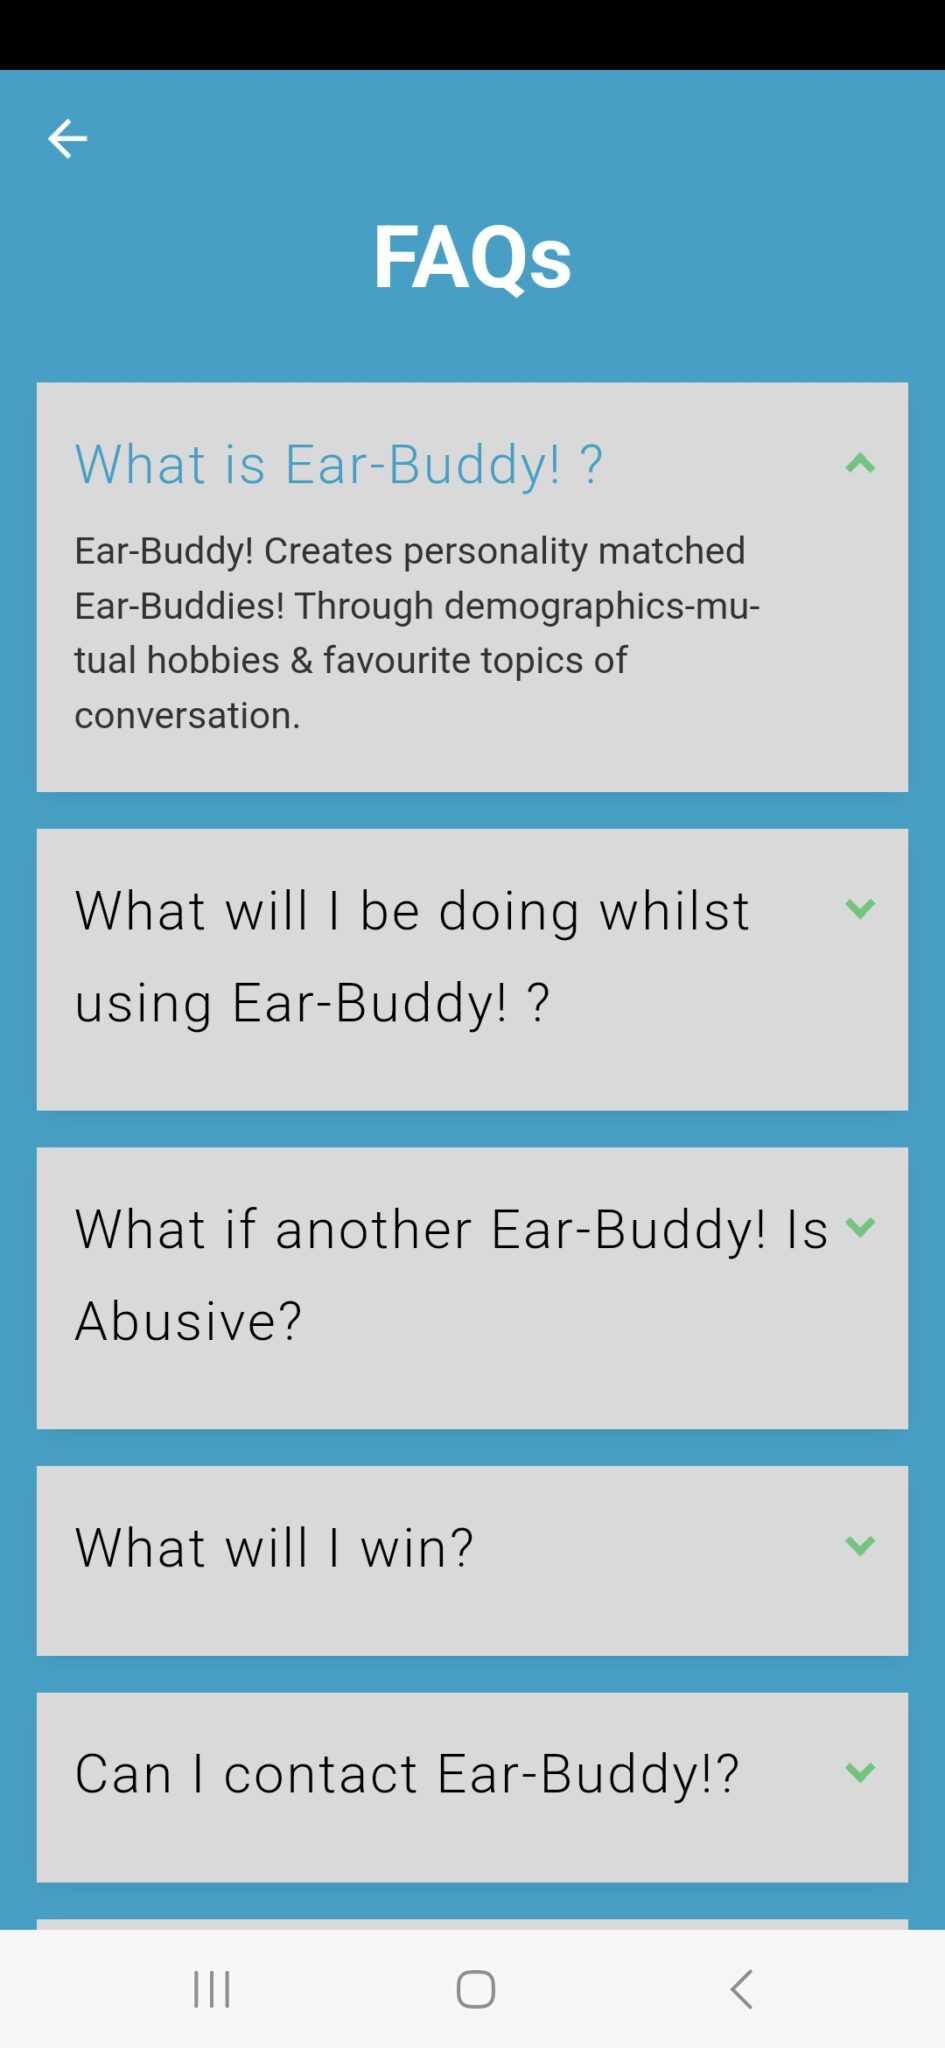 FAQs
What is Ear-Buddy! ?
Ear-Buddy! Creates personality matched
Ear-Buddies! Through demographics-mu-
tual hobbies & favourite topics of
conversation.
What will I be doing whilst
using Ear-Buddy! ?
What if another Ear-Buddy! Is
Abusive?
What will I win?
Can I contact Ear-Buddy!?